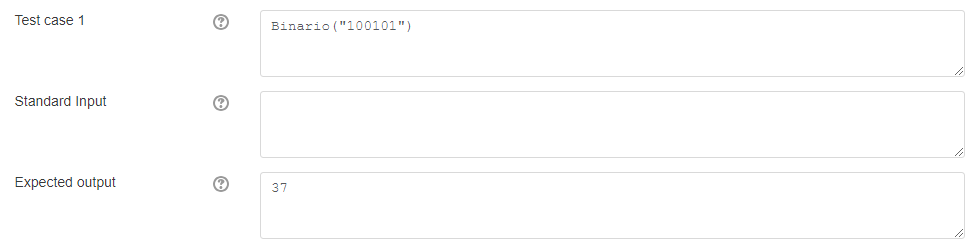 Test case 1
Binario("100101")
Standard Input
Expected output
37